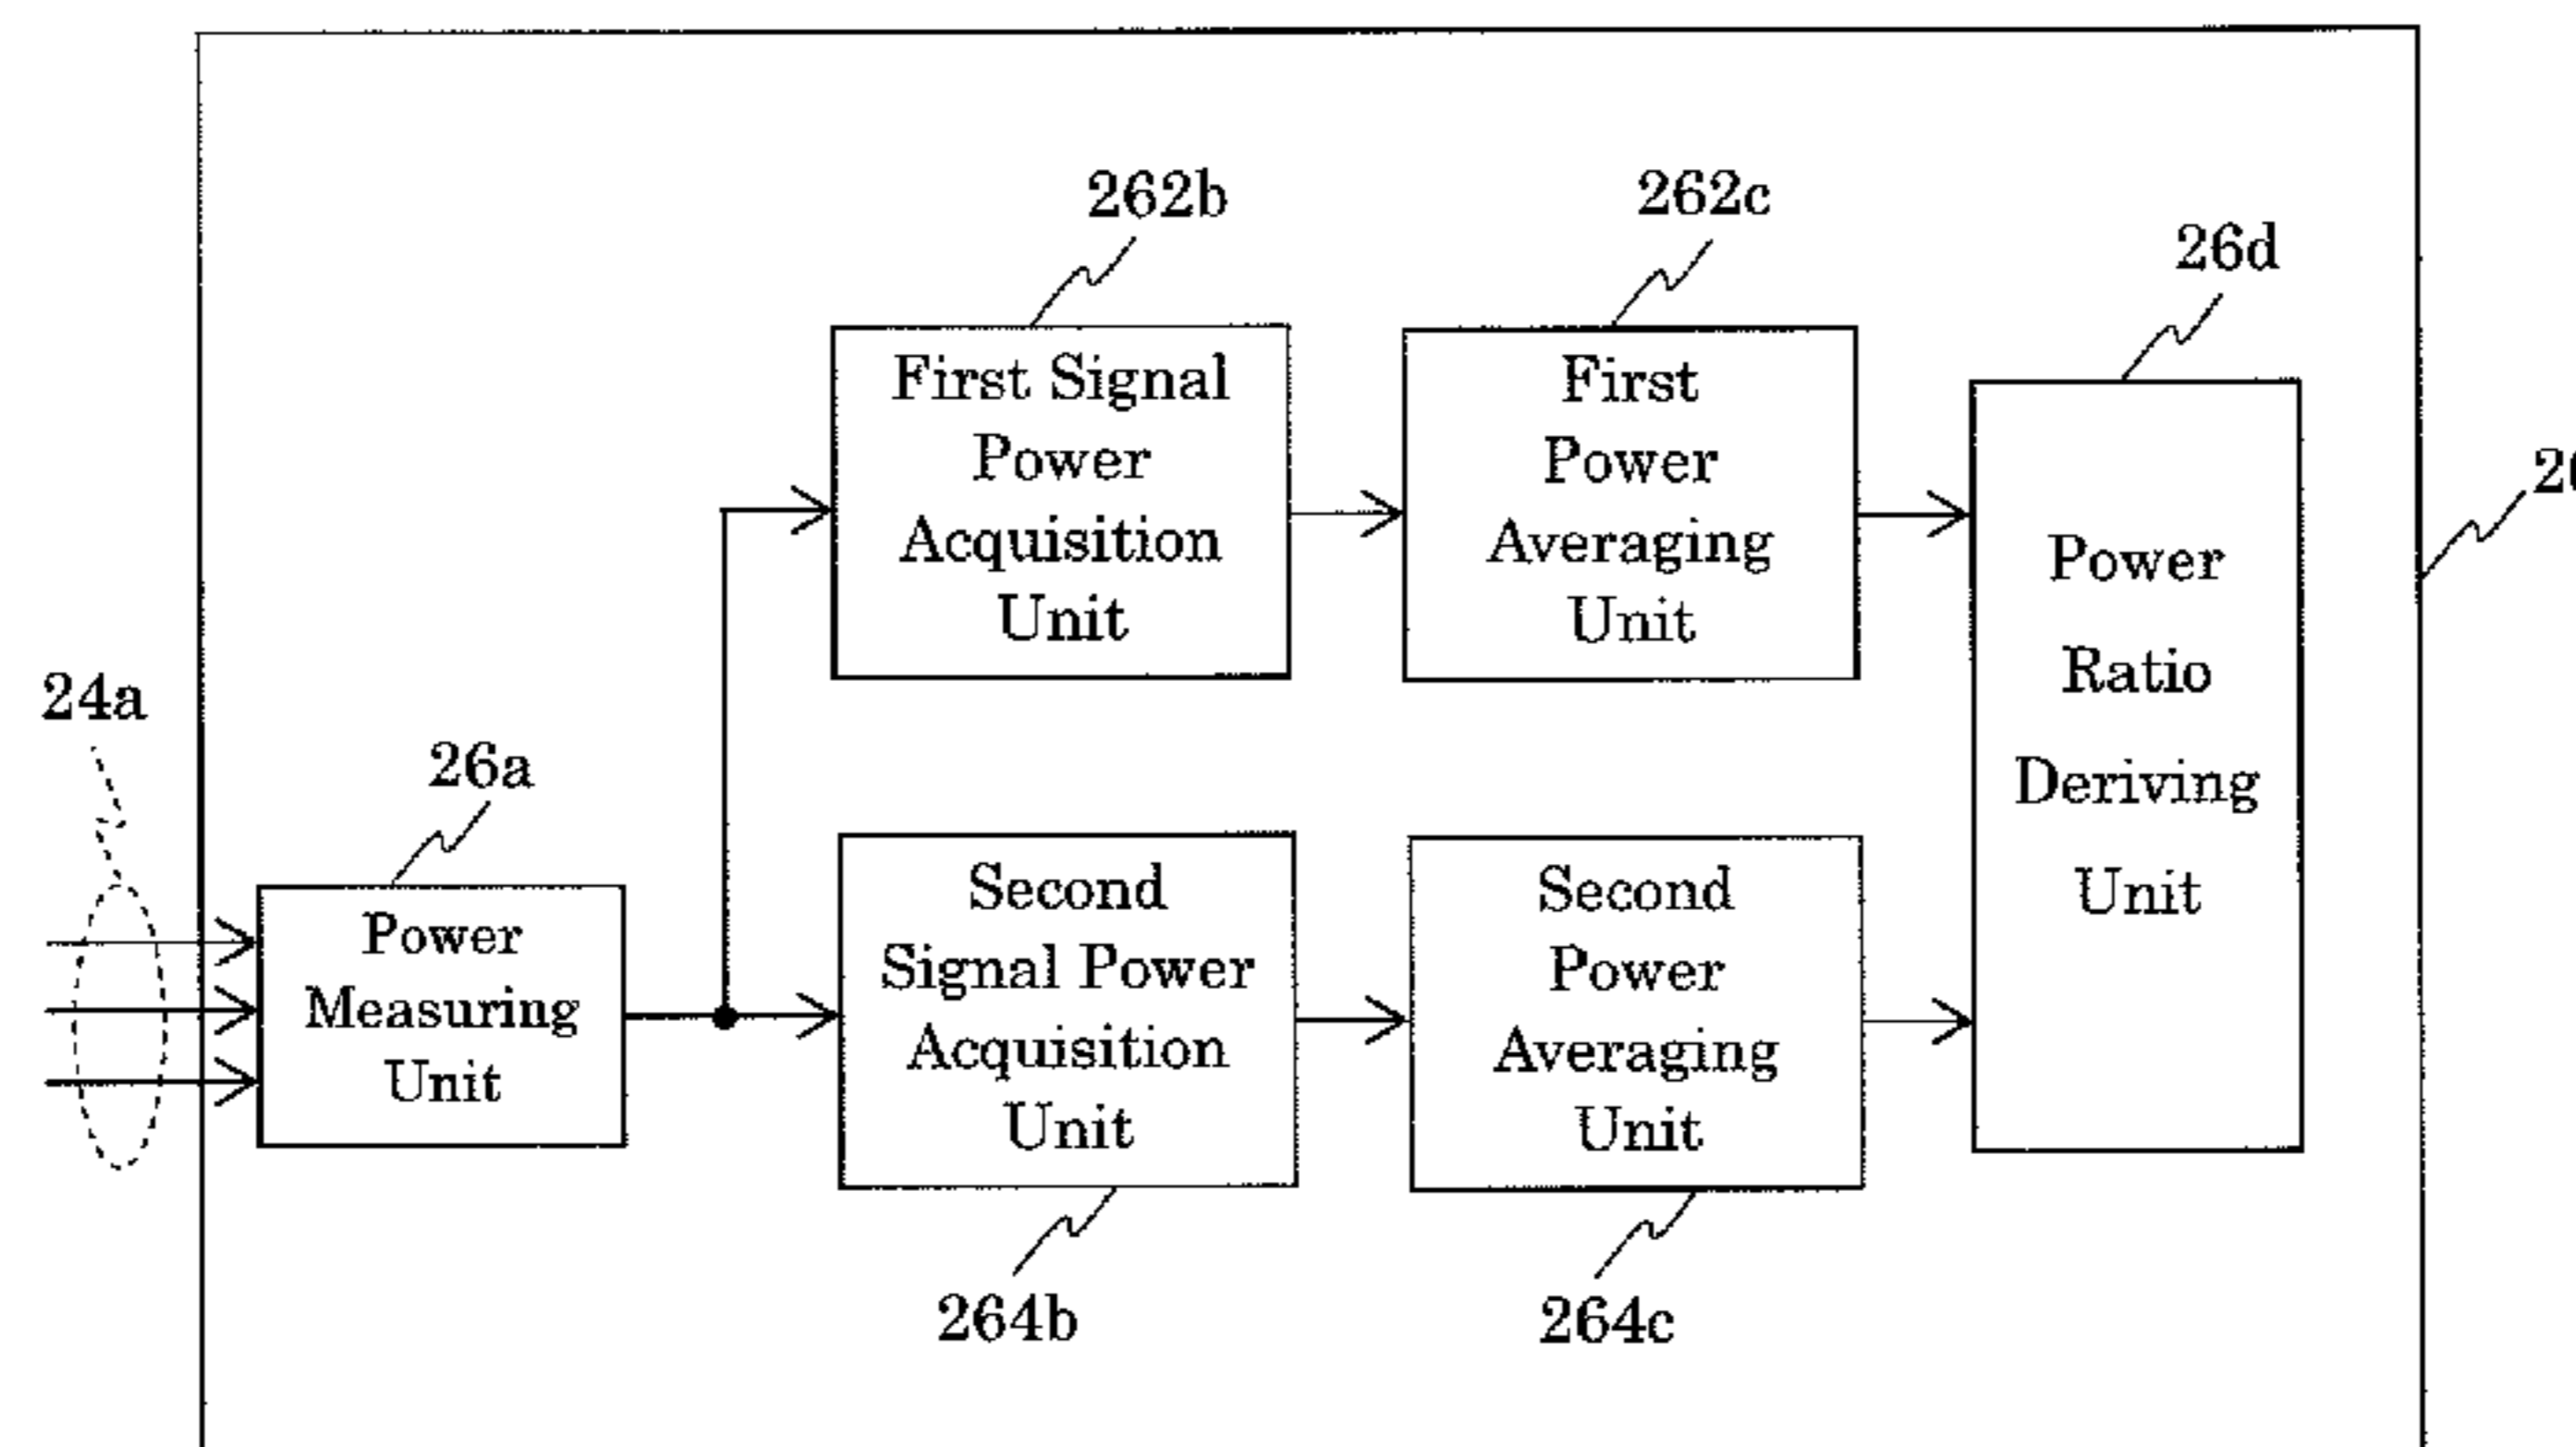 262b
262c
26d
First Signal
Power
Acquisition
Unit
First
Power
Averaging
Unit
Power
Ratio
Deriving
Unit
24a
26a
Power
Measuring
Unit
Second
Signal Power
Acquisition
Unit
Second
Power
Averaging
Unit
264b
264c